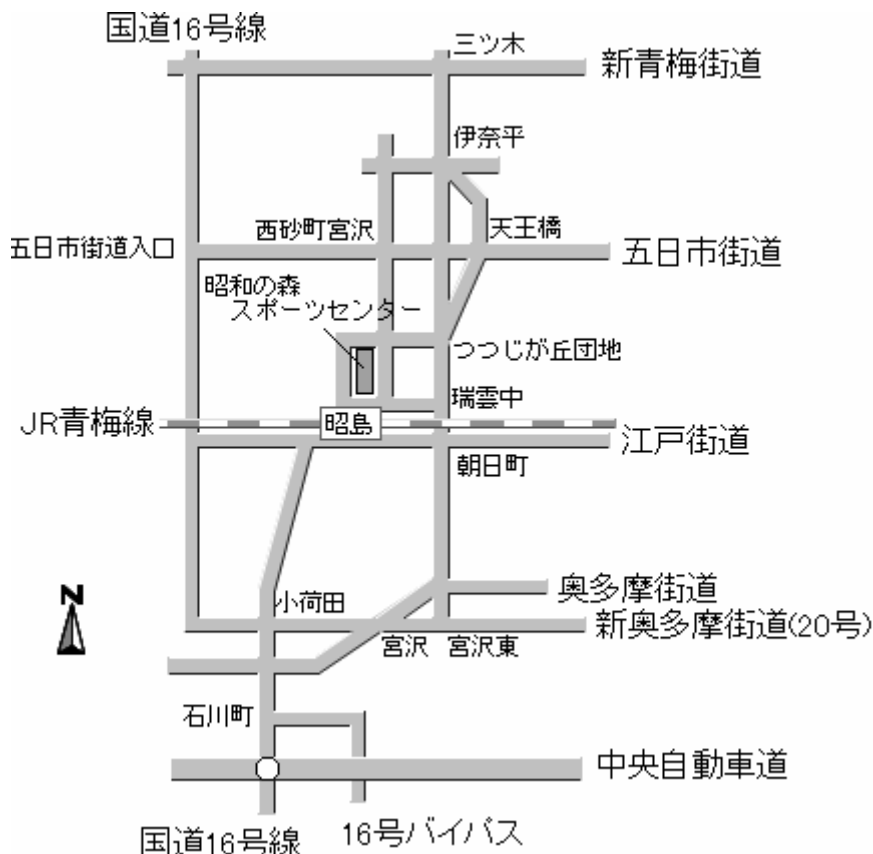 国道16号線
三ツ木
新青梅街道
伊奈平
西砂町宮沢
天王橋
五日市街道入口
五日市街道
昭和の森
スポーツセンター
つつじが丘団地
瑞雲中
JR青梅線
昭島
江戸街道
朝日町
N
小荷田
奥多摩街道
新奥多摩街道(20号)
宮沢
宮沢東
石川町
中央自動車道
国道16号線
16号バイパス